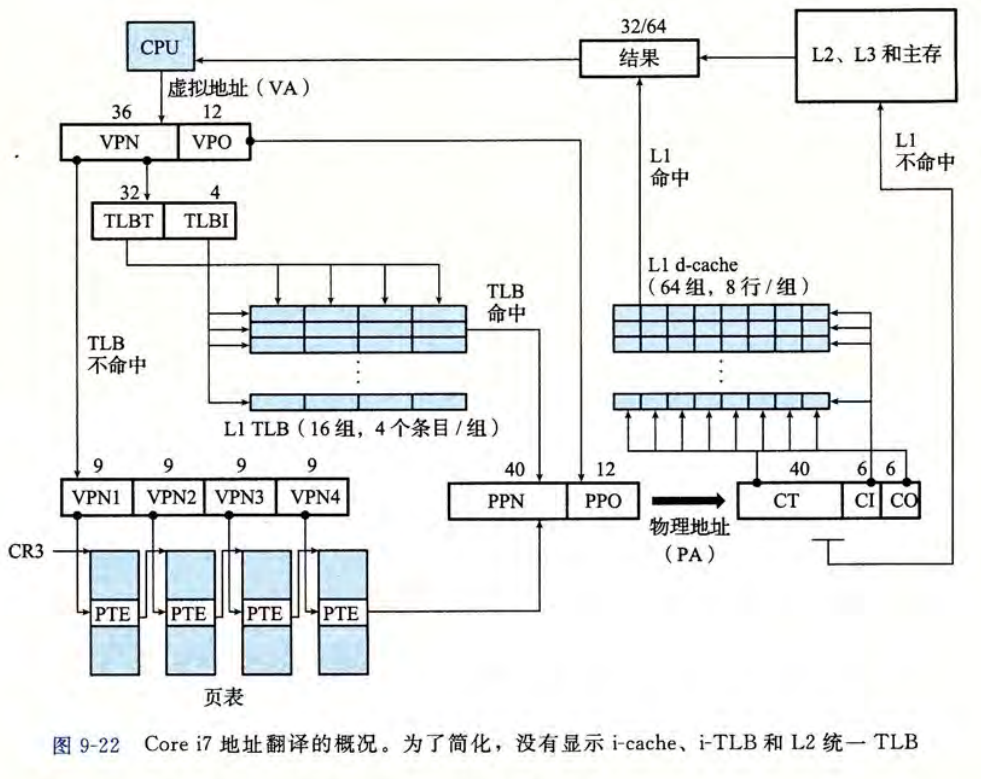 32/64
CPU
结果
L2、L3 和主存
虚拟地址（VA）
36
12
VPN
VPO
L1
命中
L1
不命中
32
4
TLBT
TLBI
L1 d-cache
（64 组，8 行/组）
TLB
命中
TLB
不命中
⋮
⋮
L1 TLB（16 组，4 个条目/组）
9
9
9
9
40
12
40
6
6
VPN1
VPN2
VPN3
VPN4
PPN
PPO
CT
CI
CO
物理地址
（PA）
CR3
PTE
PTE
PTE
PTE
页表
图 9-22 Core i7 地址翻译的概况。为了简化，没有显示 i-cache、i-TLB 和 L2 统一 TLB